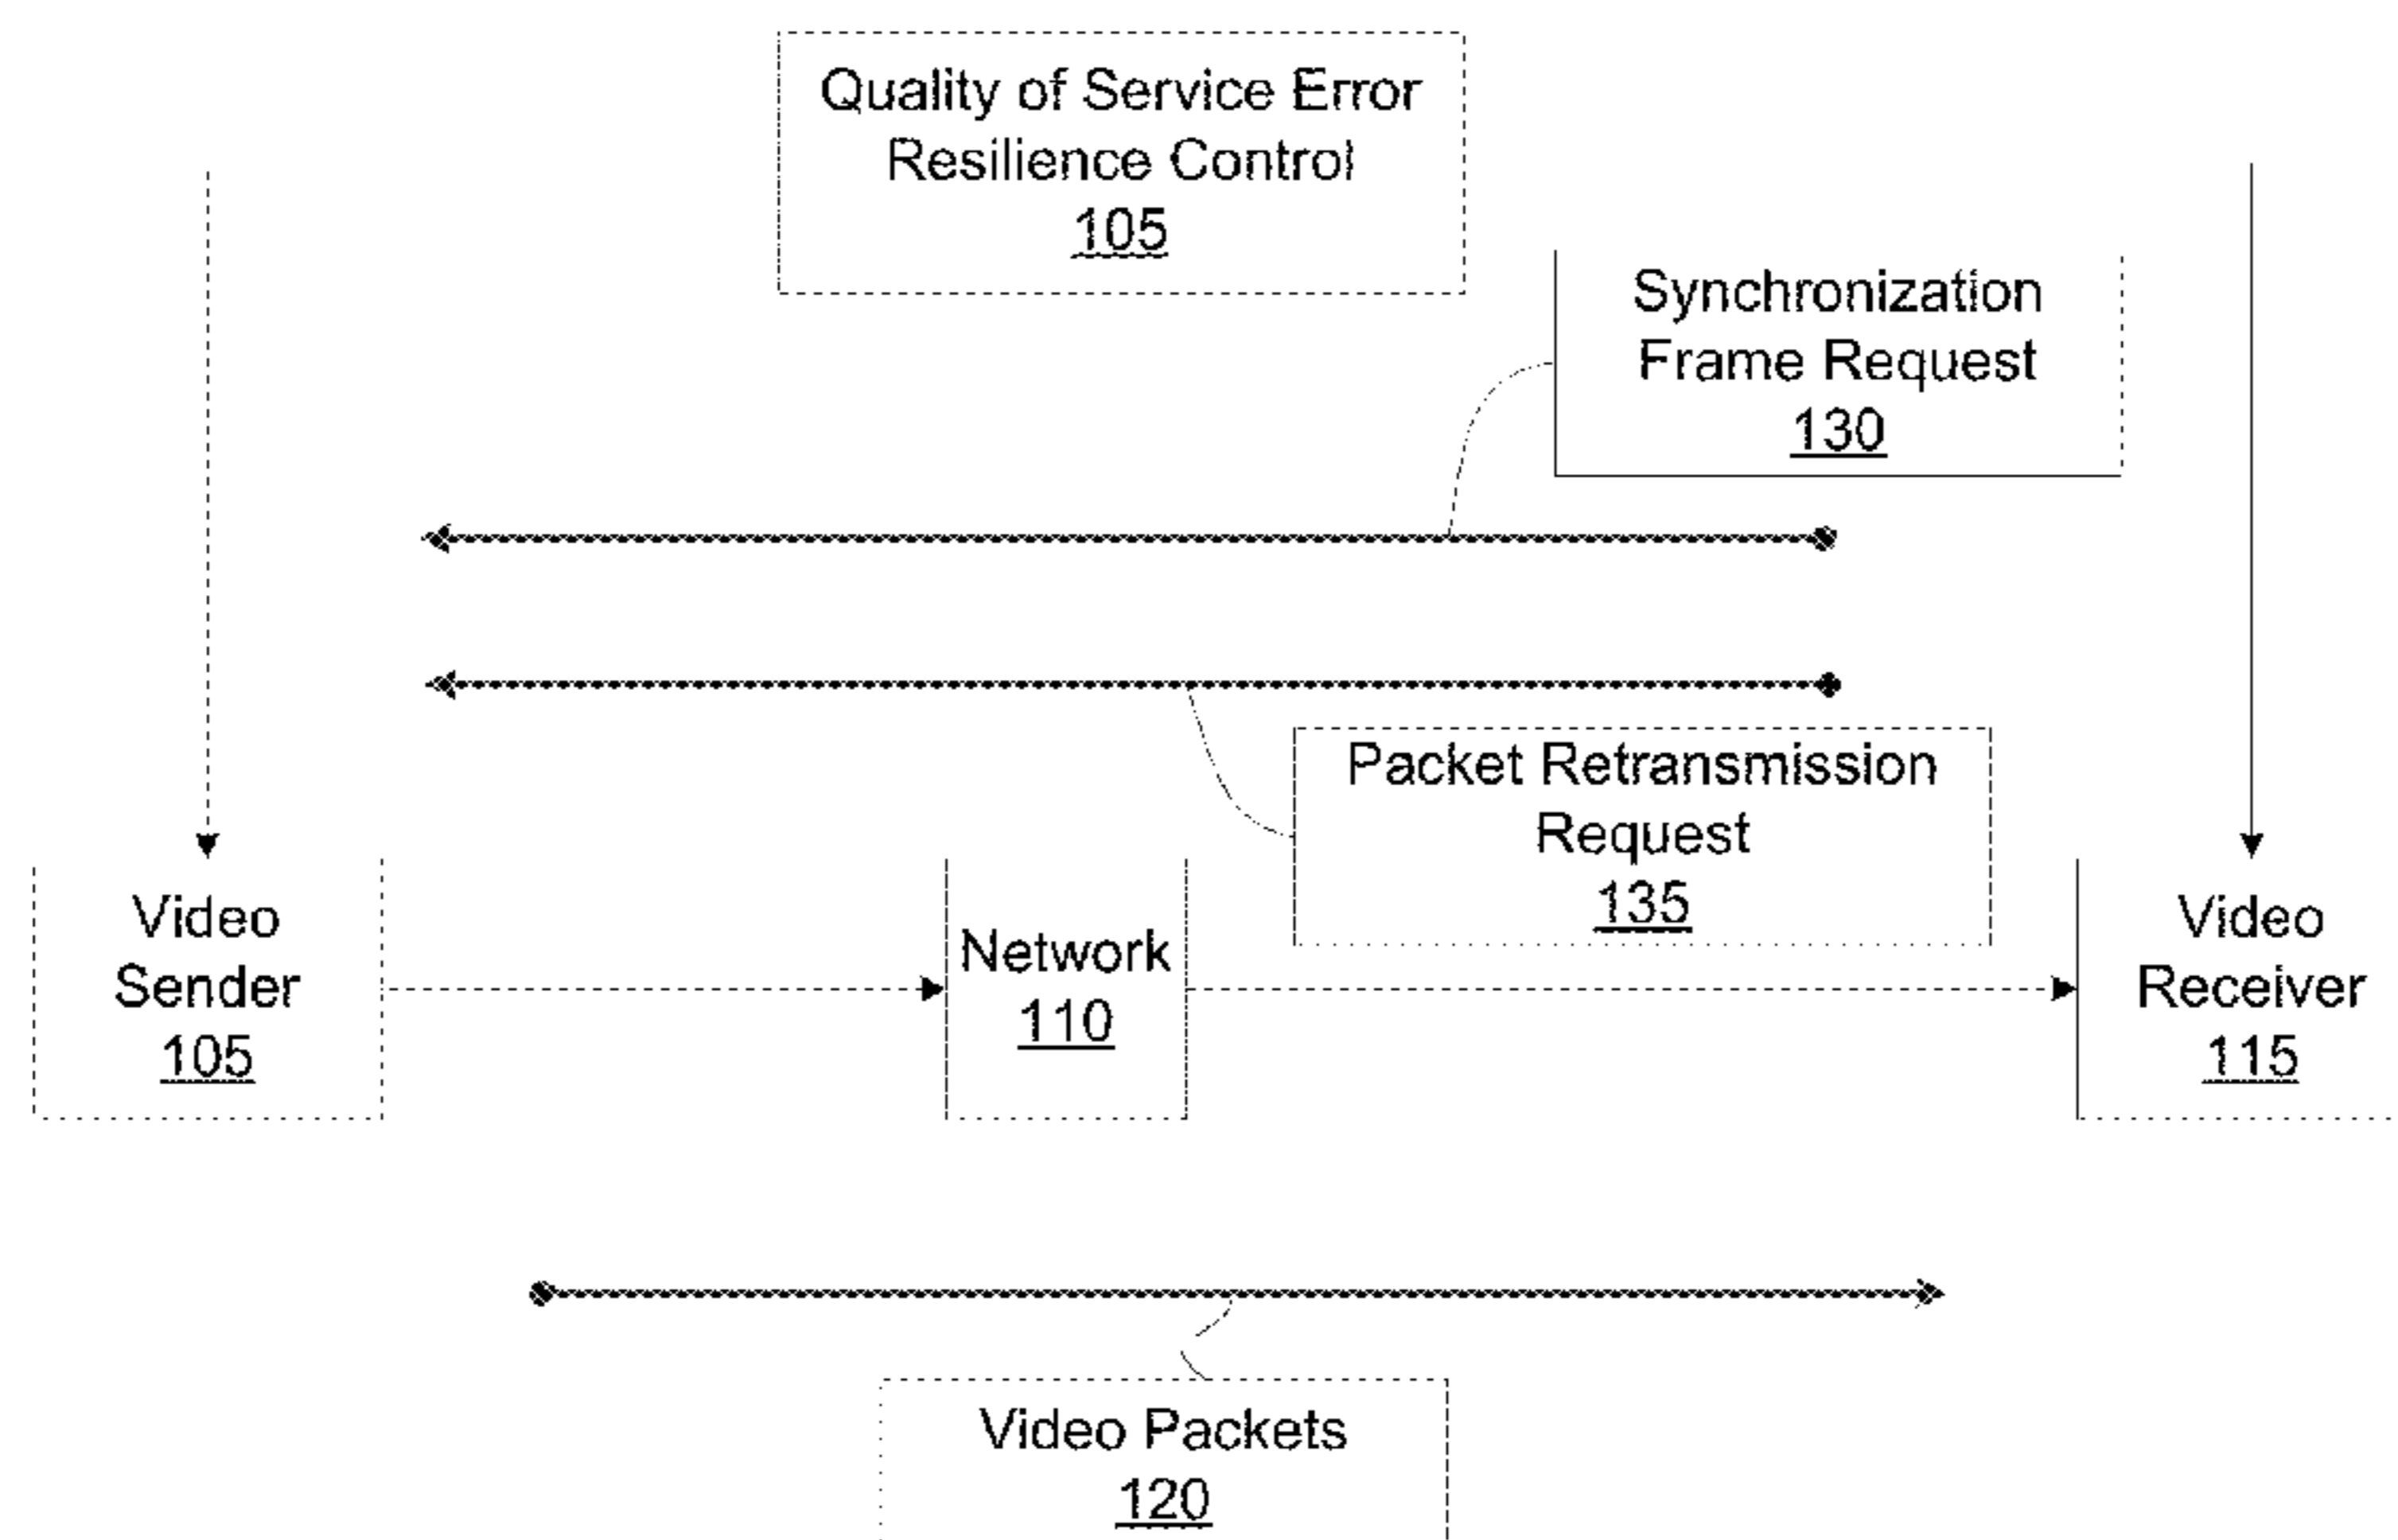 Quality of Service Error
Resilience Control
105
Synchronization
Frame Request
130
Packet Retransmission
Request
135
Video
Sender
105
Network
110
Video
Receiver
115
Video Packets
120